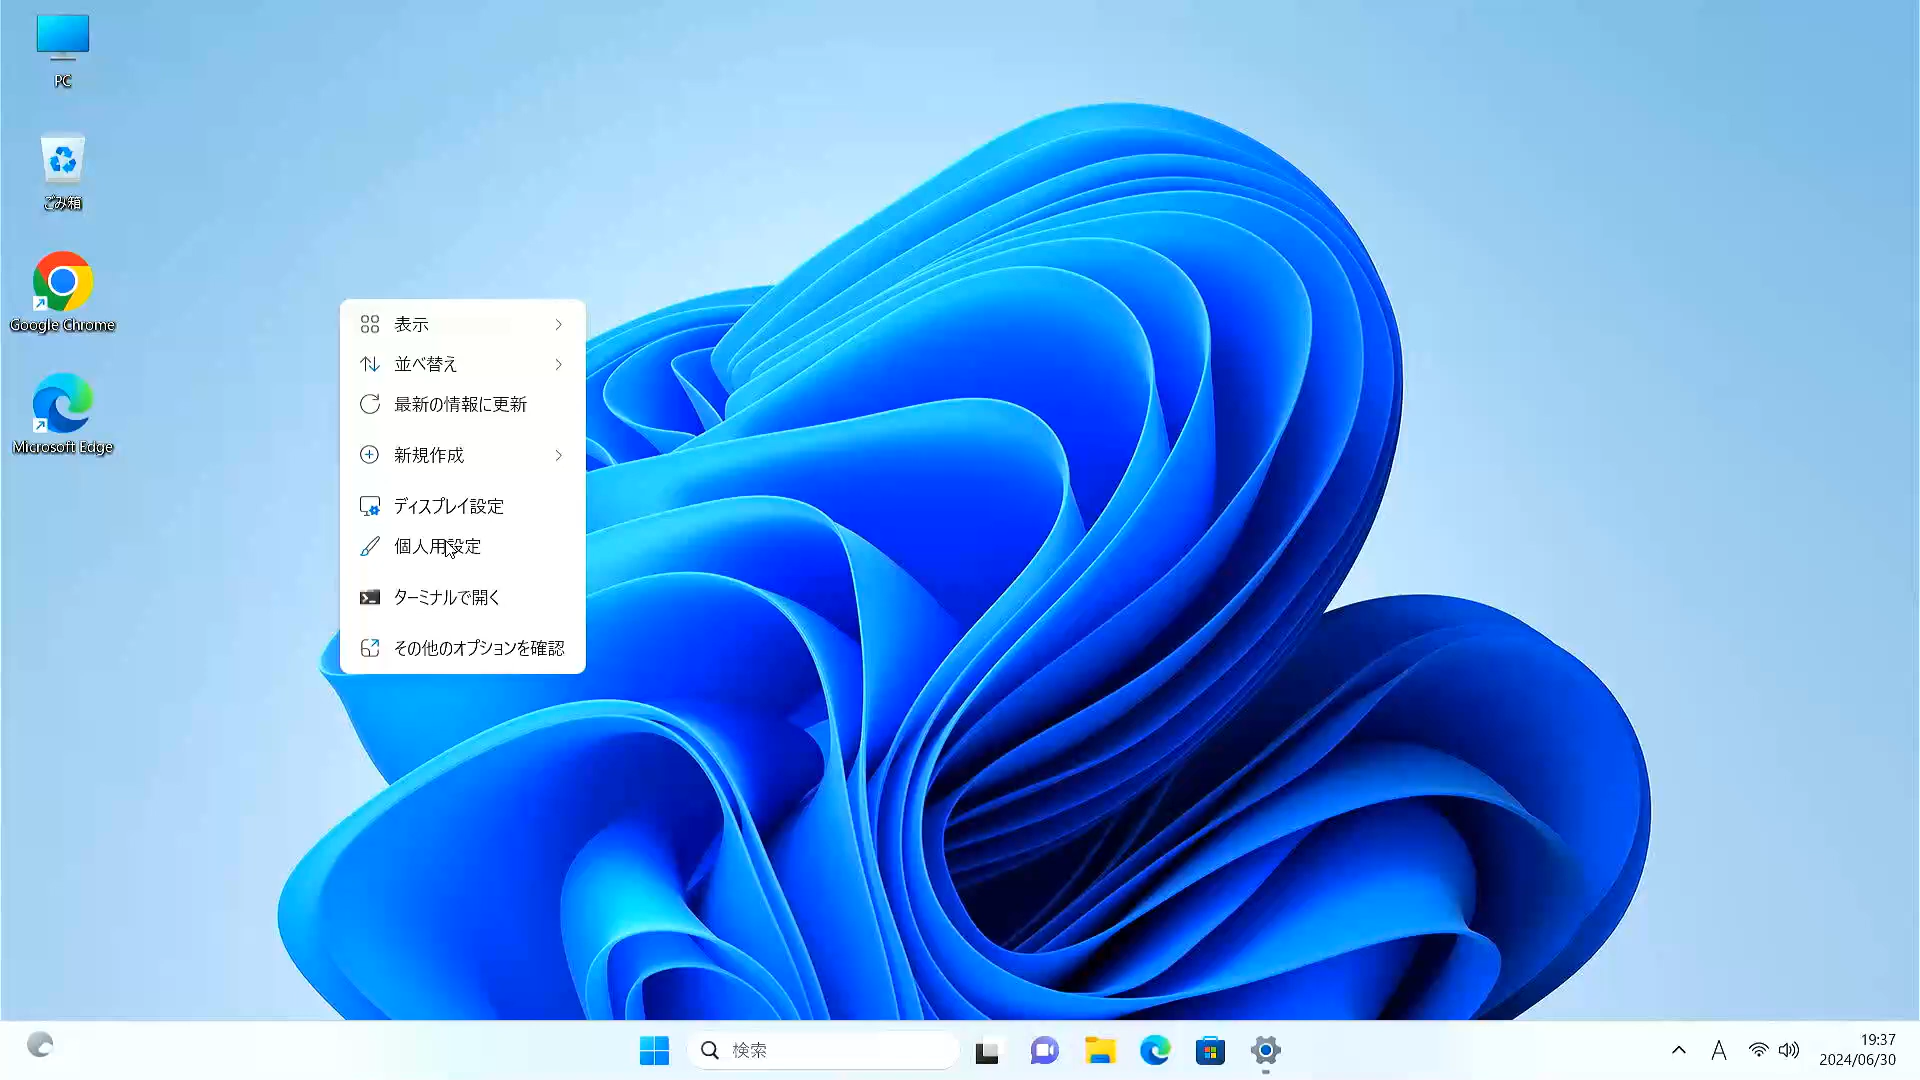 PC
ごみ箱
Google Chrome
Microsoft Edge
表示
並べ替え
最新の情報に更新
新規作成
ディスプレイ設定
個人用設定
ターミナルで開く
その他のオプションを確認
検索
A
19:37
2024/06/30